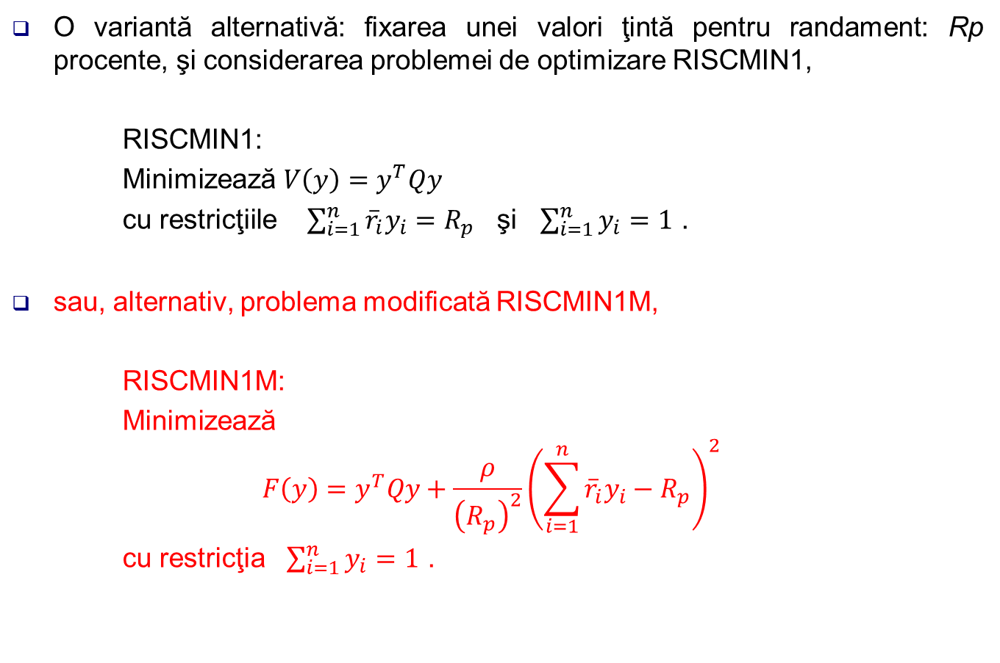 ❑ O variantă alternativă: fixarea unei valori ţintă pentru randament: Rp
procente, şi considerarea problemei de optimizare RISCMIN1,
RISCMIN1:
Minimizează $V(y) = y^T Q y$
cu restricţiile $\sum_{i=1}^{n} \bar{r}_i y_i = R_p$ şi $\sum_{i=1}^{n} y_i = 1$ .
❑ sau, alternativ, problema modificată RISCMIN1M,
RISCMIN1M:
Minimizează
$F(y) = y^T Q y + \frac{\rho}{(R_p)^2} \left( \sum_{i=1}^{n} \bar{r}_i y_i - R_p \right)^2$
cu restricţia $\sum_{i=1}^{n} y_i = 1$ .